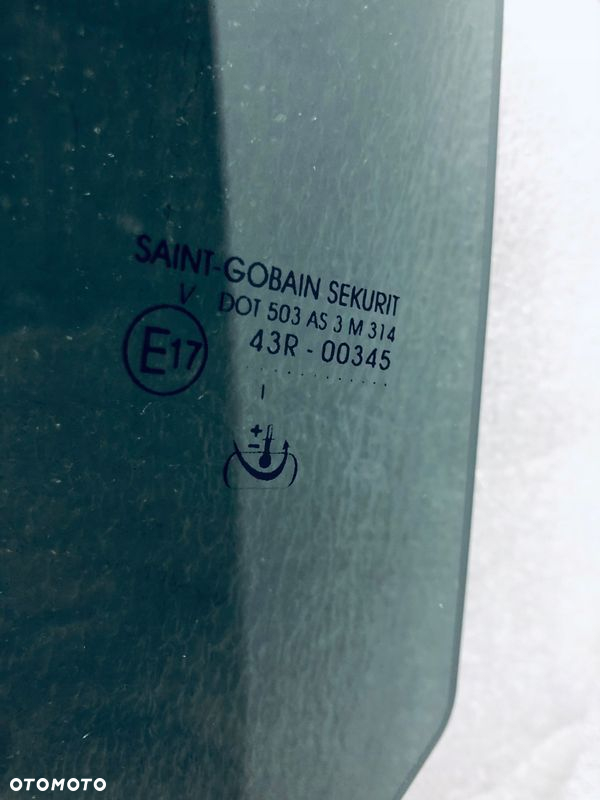 SAINT-GOBAIN SEKURIT
V
DOT 503 AS 3 M 314
E17
43R - 00345
. . . . . . . . . . . .
I
+
−
OTOMOTO